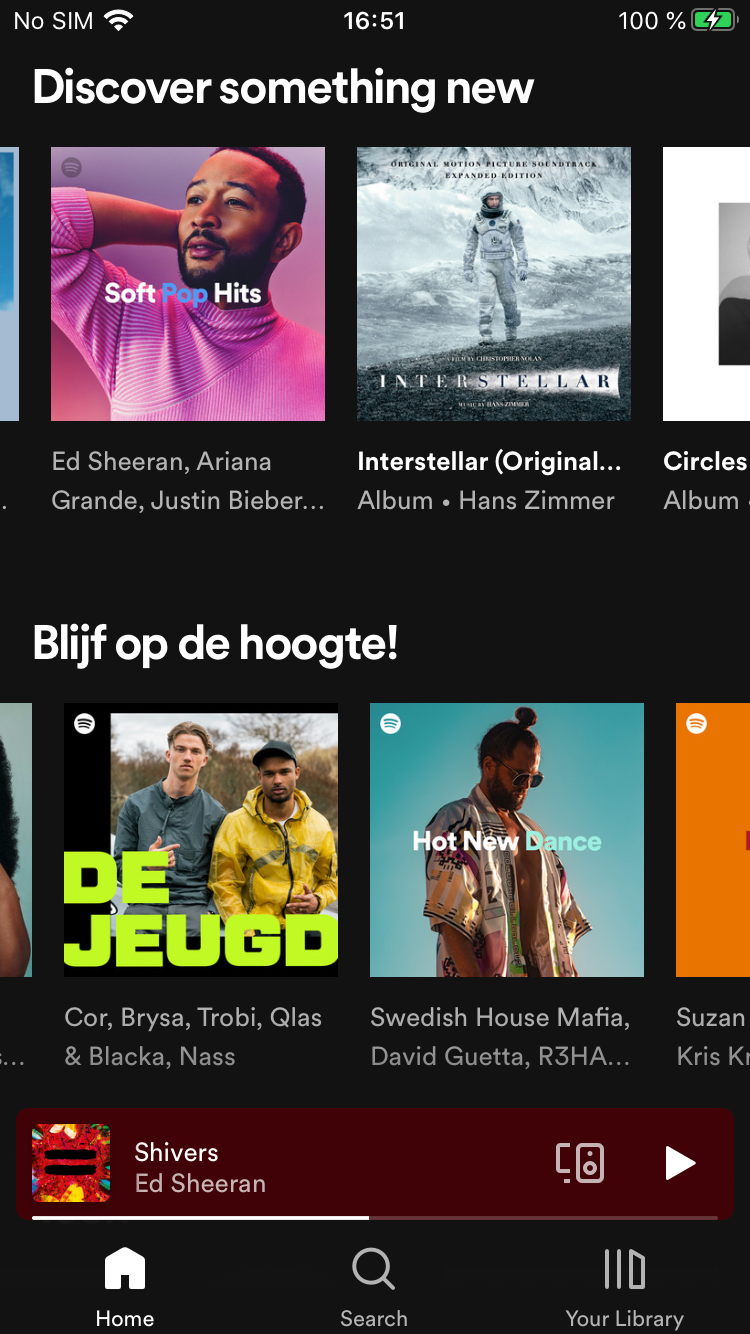 No SIM 16:51 100 %
Discover something new
Soft Pop Hits
ORIGINAL MOTION PICTURE SOUNDTRACK
EXPANDED EDITION
A FILM BY CHRISTOPHER NOLAN
INTERSTELLAR
MUSIC BY HANS ZIMMER
. Ed Sheeran, Ariana
Grande, Justin Bieber...
Interstellar (Original...
Album • Hans Zimmer
Circles
Album
Blijf op de hoogte!
DE
JEUGD
Hot New Dance
s...
Cor, Brysa, Trobi, Qlas
& Blacka, Nass
Swedish House Mafia,
David Guetta, R3HA...
Suzan
Kris Kr
Shivers
Ed Sheeran
Home Search Your Library